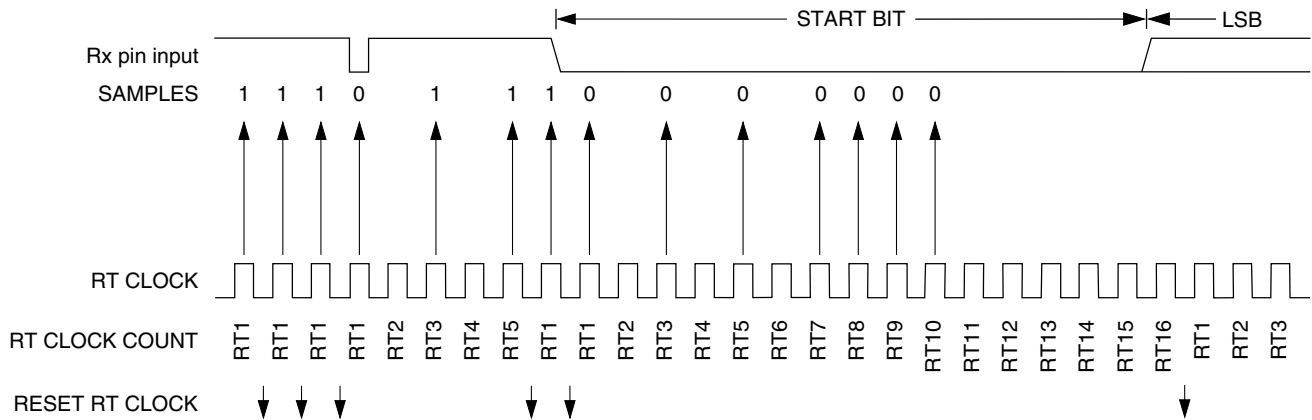 START BIT LSB
Rx pin input
SAMPLES 1 1 1 0 1 1 1 0 0 0 0 0 0 0
RT CLOCK
RT CLOCK COUNT RT1 RT1 RT1 RT1 RT2 RT3 RT4 RT5 RT1 RT1 RT2 RT3 RT4 RT5 RT6 RT7 RT8 RT9 RT10 RT11 RT12 RT13 RT14 RT15 RT16 RT1 RT2 RT3
RESET RT CLOCK